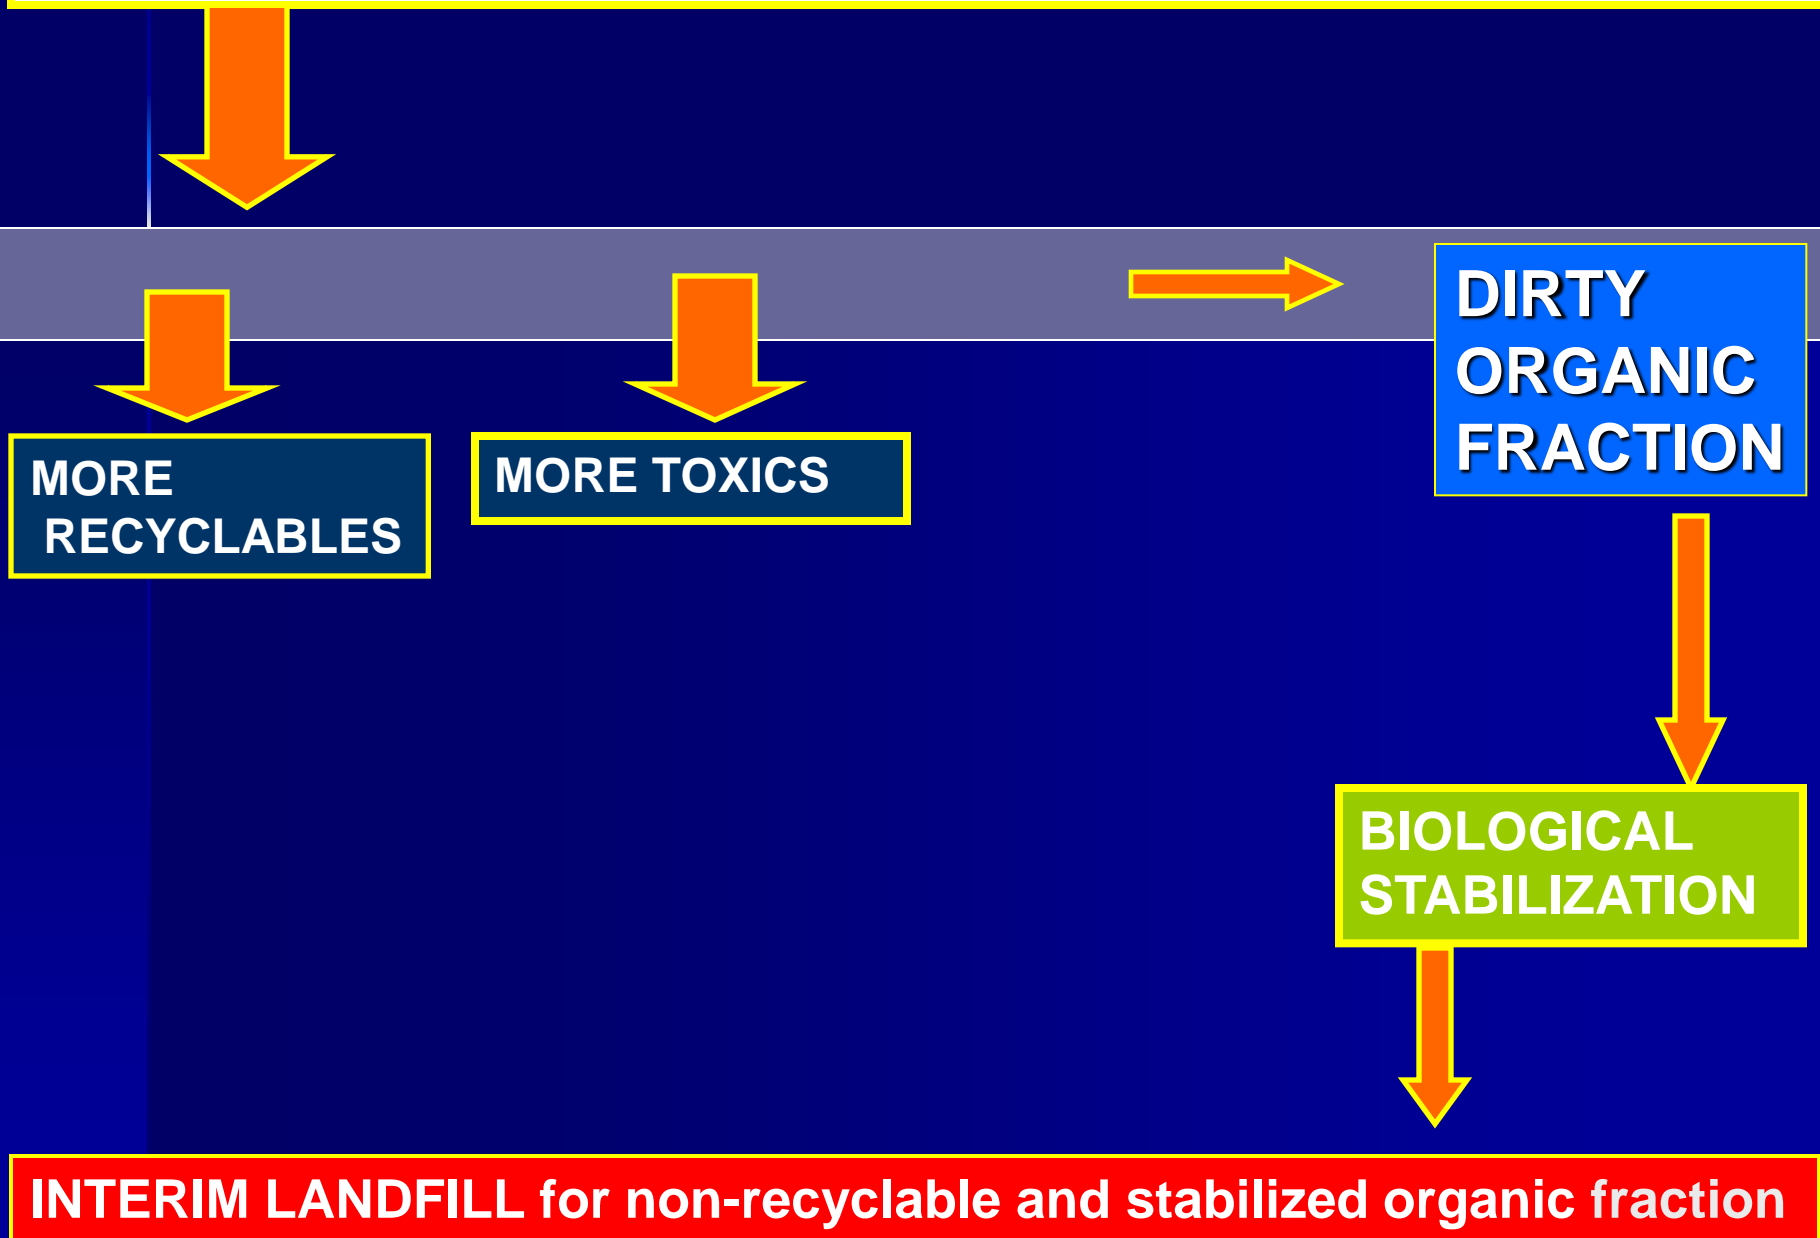 DIRTY
ORGANIC
FRACTION
MORE
RECYCLABLES
MORE TOXICS
BIOLOGICAL
STABILIZATION
INTERIM LANDFILL for non-recyclable and stabilized organic fraction